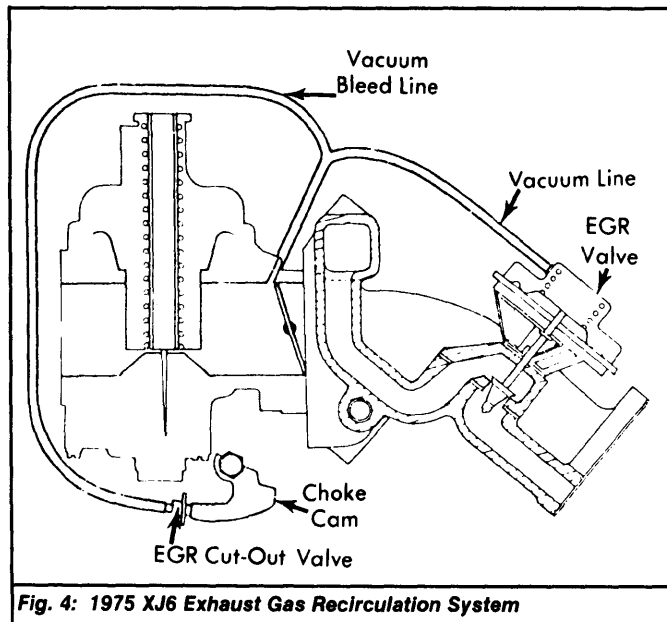 Vacuum
Bleed Line
Vacuum Line
EGR
Valve
Choke
Cam
EGR Cut-Out Valve
Fig. 4: 1975 XJ6 Exhaust Gas Recirculation System